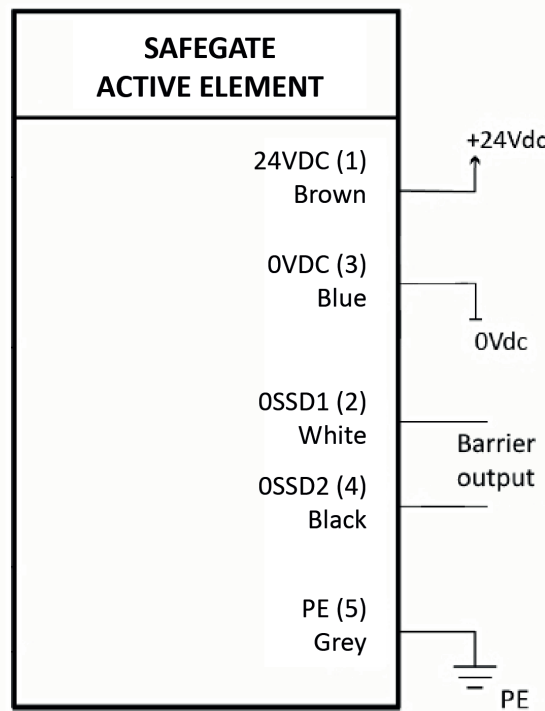 SAFEGATE
ACTIVE ELEMENT
24VDC (1)
Brown
+24Vdc
0VDC (3)
Blue
0Vdc
0SSD1 (2)
White
Barrier
output
0SSD2 (4)
Black
PE (5)
Grey
PE